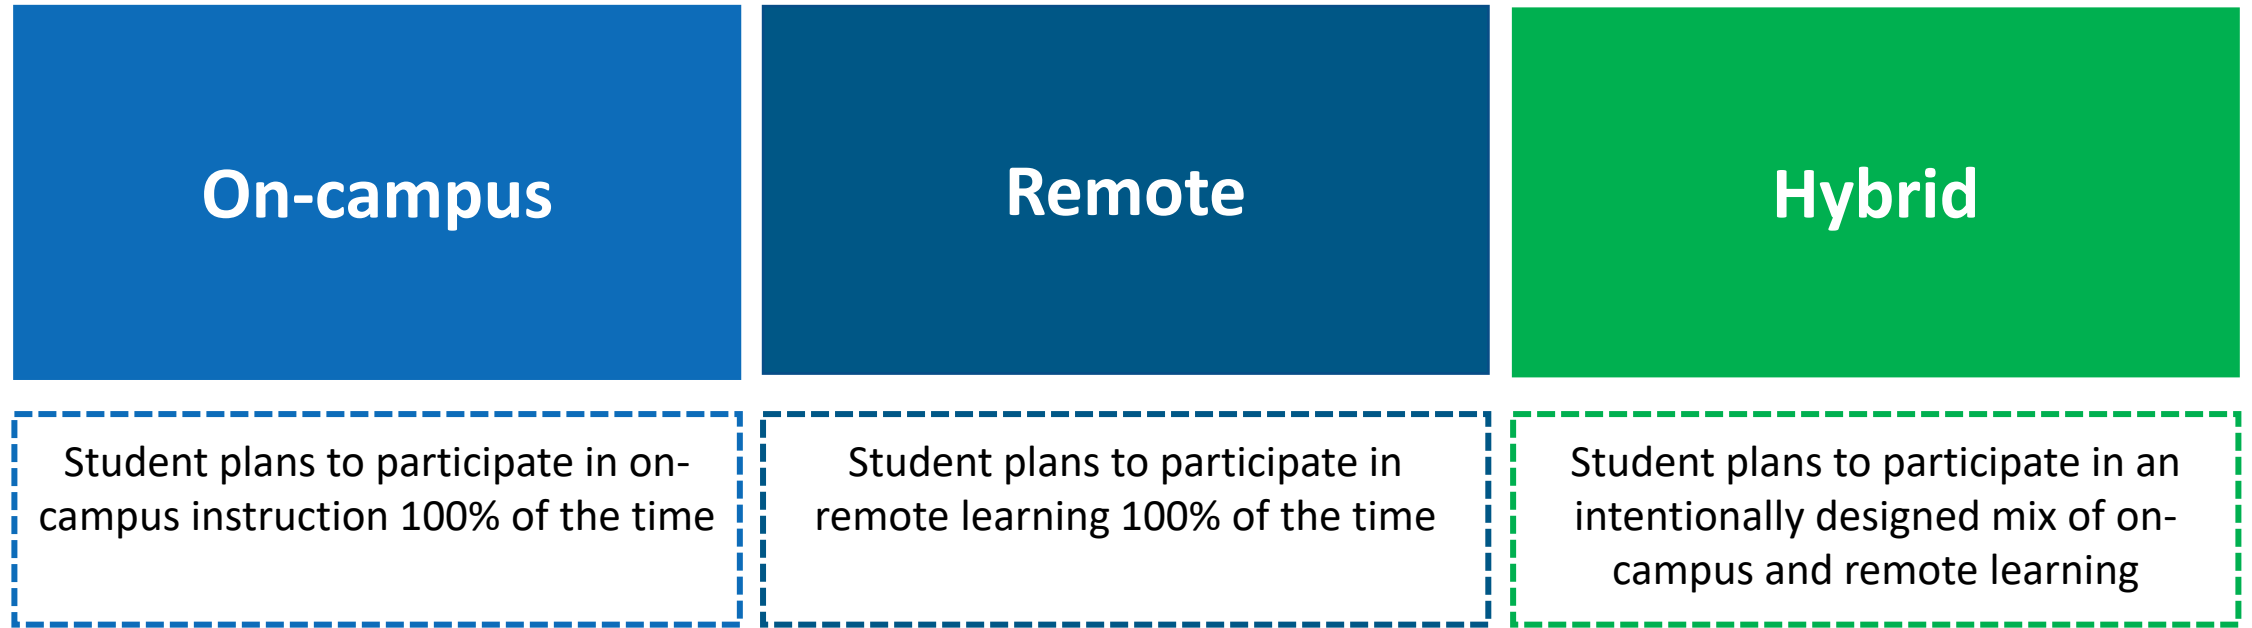 On-campus
Remote
Hybrid
Student plans to participate in on-
campus instruction 100% of the time
Student plans to participate in
remote learning 100% of the time
Student plans to participate in an
intentionally designed mix of on-
campus and remote learning